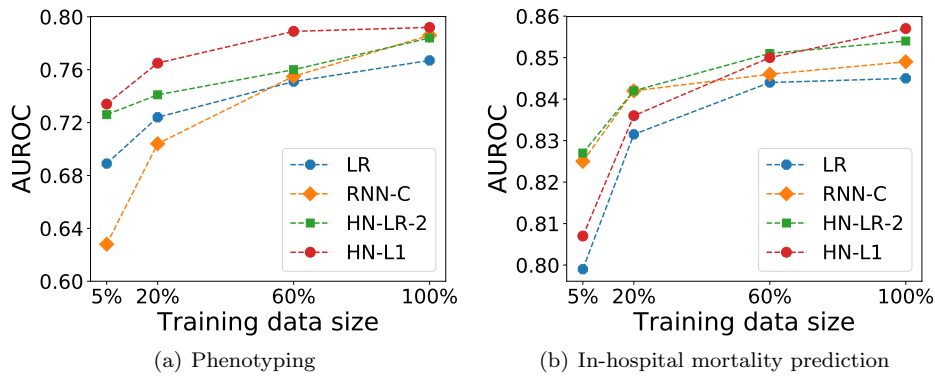 0.80
0.76
0.72
0.68
0.64
0.60
AUROC
LR
RNN-C
HN-LR-2
HN-L1
5% 20% 60% 100%
Training data size
(a) Phenotyping
0.86
0.85
0.84
0.83
0.82
0.81
0.80
AUROC
LR
RNN-C
HN-LR-2
HN-L1
5% 20% 60% 100%
Training data size
(b) In-hospital mortality prediction